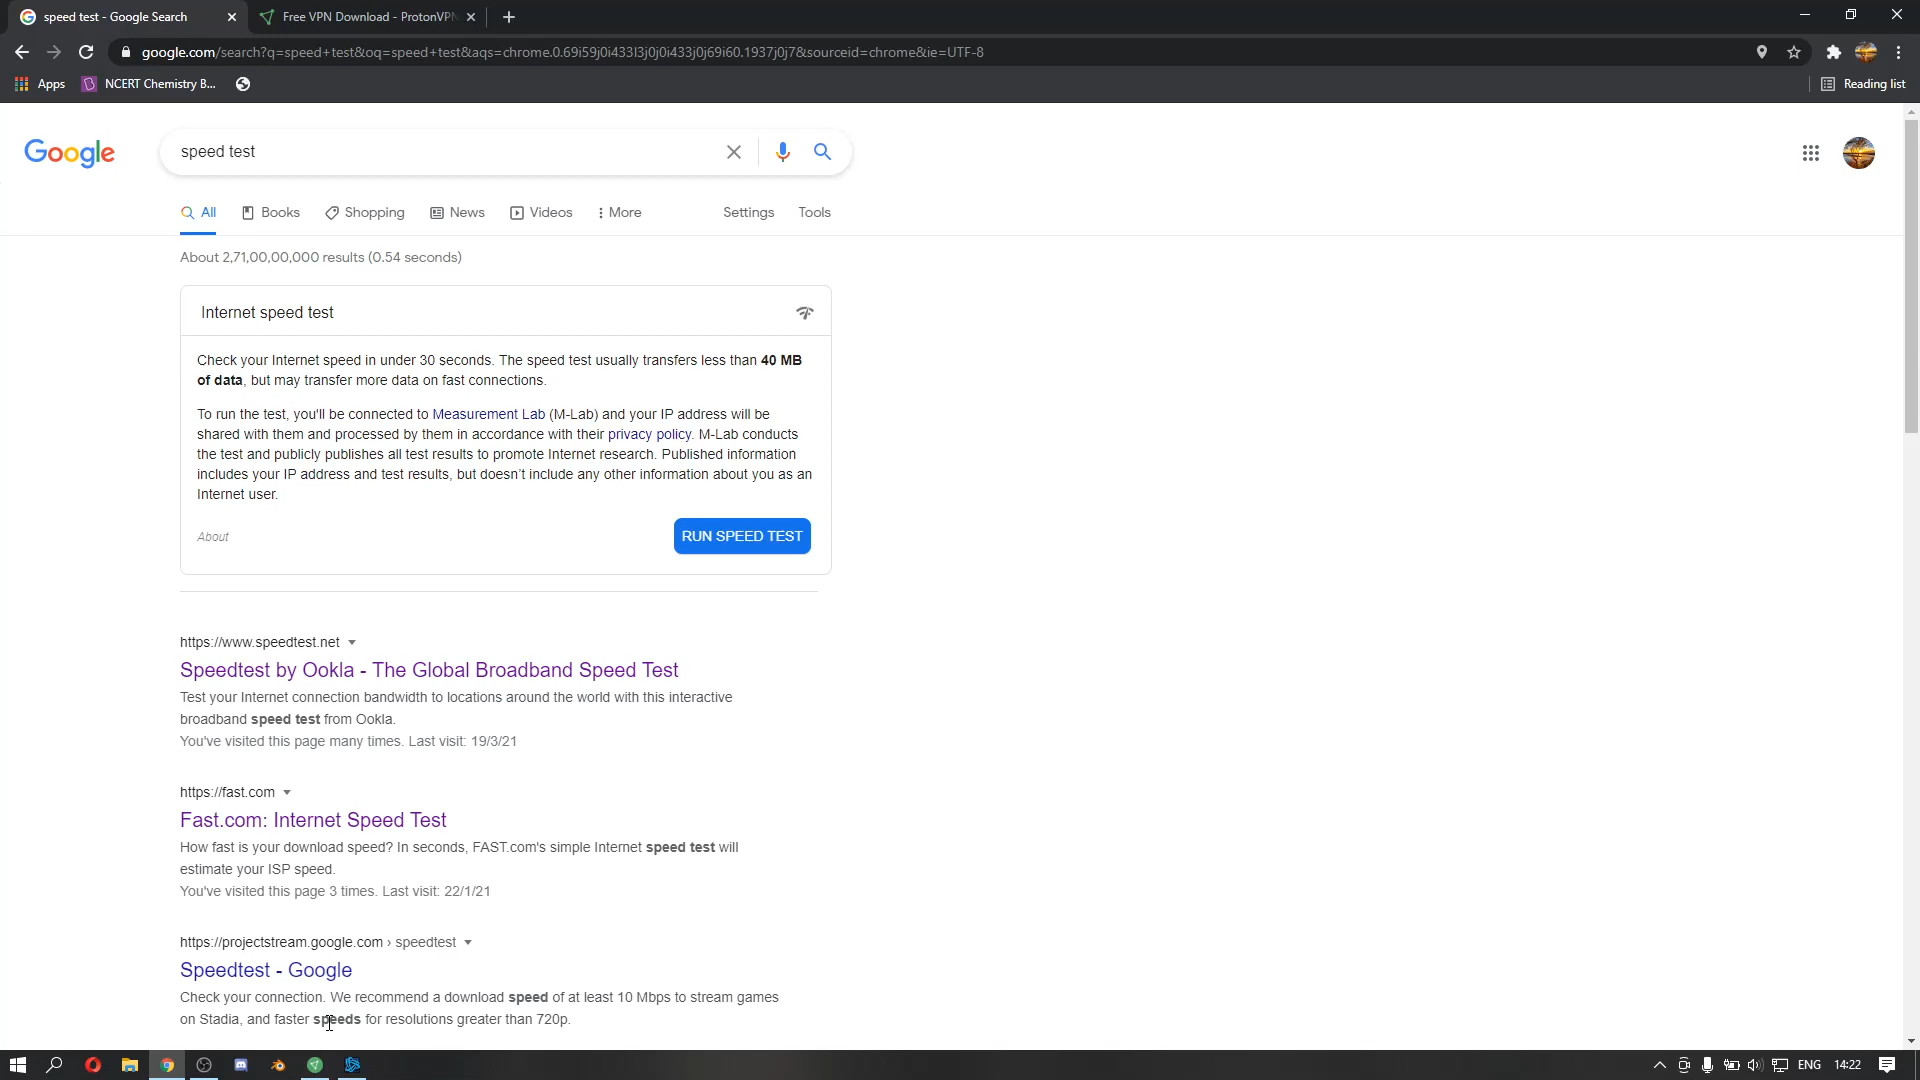 speed test - Google Search
Free VPN Download - ProtonVPN
google.com/search?q=speed+test&oq=speed+test&aqs=chrome.0.69i59j0i433l3j0j0i433j0j69i60.1937j0j7&sourceid=chrome&ie=UTF-8
Apps
NCERT Chemistry B...
Reading list
Google
speed test
All
Books
Shopping
News
Videos
More
Settings
Tools
About 2,71,00,00,000 results (0.54 seconds)
Internet speed test
Check your Internet speed in under 30 seconds. The speed test usually transfers less than 40 MB
of data, but may transfer more data on fast connections.
To run the test, you'll be connected to Measurement Lab (M-Lab) and your IP address will be
shared with them and processed by them in accordance with their privacy policy. M-Lab conducts
the test and publicly publishes all test results to promote Internet research. Published information
includes your IP address and test results, but doesn't include any other information about you as an
Internet user.
About
RUN SPEED TEST
https://www.speedtest.net
Speedtest by Ookla - The Global Broadband Speed Test
Test your Internet connection bandwidth to locations around the world with this interactive
broadband speed test from Ookla.
You've visited this page many times. Last visit: 19/3/21
https://fast.com
Fast.com: Internet Speed Test
How fast is your download speed? In seconds, FAST.com's simple Internet speed test will
estimate your ISP speed.
You've visited this page 3 times. Last visit: 22/1/21
https://projectstream.google.com › speedtest
Speedtest - Google
Check your connection. We recommend a download speed of at least 10 Mbps to stream games
on Stadia, and faster speeds for resolutions greater than 720p.
ENG
14:22